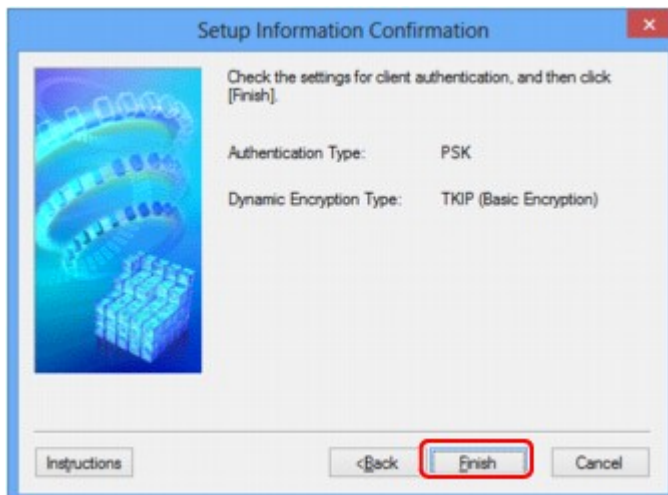 Setup Information Confirmation
Check the settings for client authentication, and then click
[Finish].
Authentication Type: PSK
Dynamic Encryption Type: TKIP (Basic Encryption)
Instructions <Back Finish Cancel